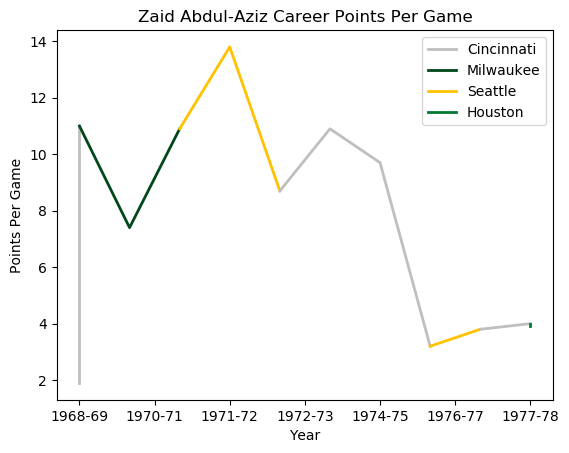 Zaid Abdul-Aziz Career Points Per Game
14
12
10
8
6
4
2
Points Per Game
Cincinnati
Milwaukee
Seattle
Houston
1968-69 1970-71 1971-72 1972-73 1974-75 1976-77 1977-78
Year